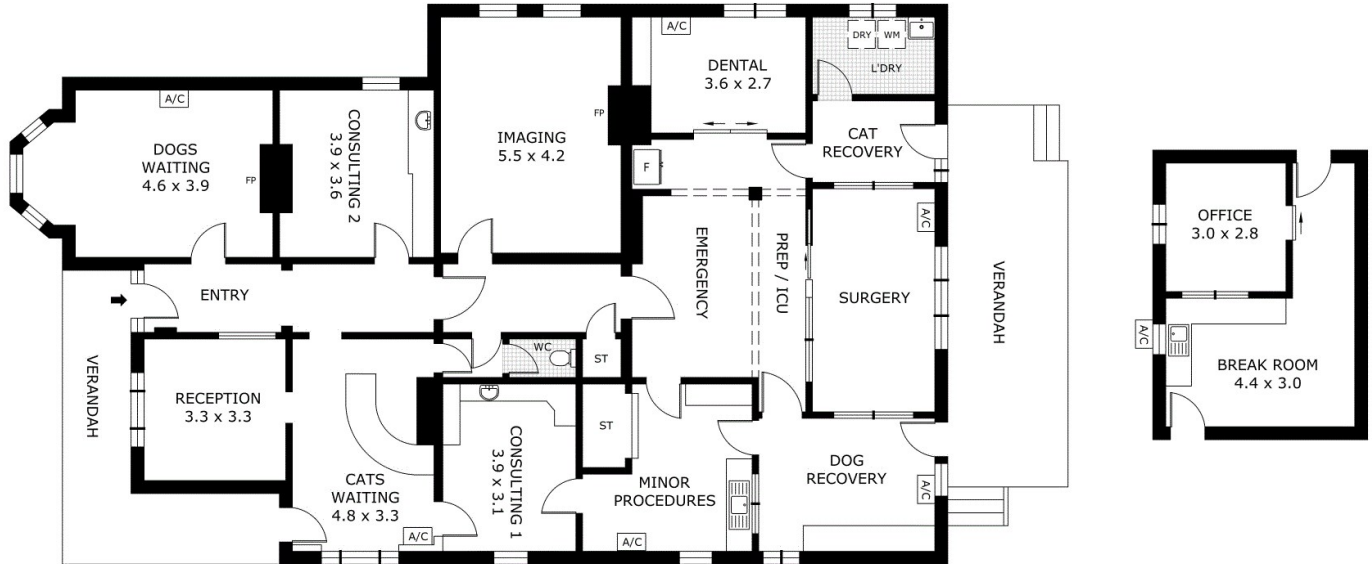 A/C
DENTAL
3.6 x 2.7
DRY
WM
L'DRY
A/C
DOGS
WAITING
4.6 x 3.9
FP
CONSULTING 2
3.9 x 3.6
IMAGING
5.5 x 4.2
FP
CAT
RECOVERY
F
EMERGENCY
PREP / ICU
A/C
SURGERY
VERANDAH
OFFICE
3.0 x 2.8
ENTRY
VERANDAH
RECEPTION
3.3 x 3.3
WC
ST
A/C
BREAK ROOM
4.4 x 3.0
CATS
WAITING
4.8 x 3.3
A/C
CONSULTING 1
3.9 x 3.1
ST
MINOR
PROCEDURES
A/C
DOG
RECOVERY
A/C